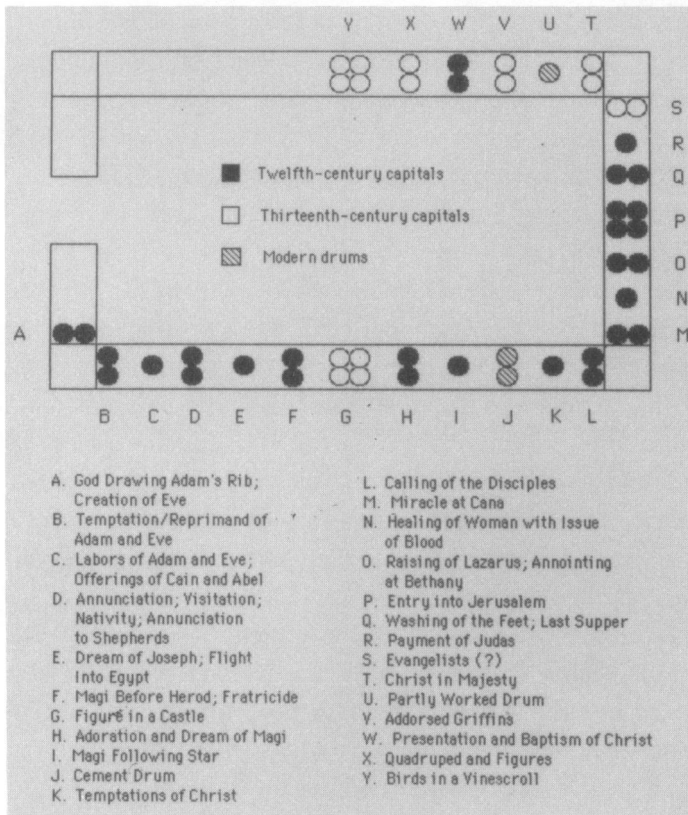 Y X W V U T
S
R
Q
P
O
N
M
Twelfth-century capitals
Thirteenth-century capitals
Modern drums
A
B C D E F G H I J K L
A. God Drawing Adam's Rib;
Creation of Eve
B. Temptation/Reprimand of
Adam and Eve
C. Labors of Adam and Eve;
Offerings of Cain and Abel
D. Annunciation; Visitation;
Nativity; Annunciation
to Shepherds
E. Dream of Joseph; Flight
Into Egypt
F. Magi Before Herod; Fratricide
G. Figure in a Castle
H. Adoration and Dream of Magi
I. Magi Following Star
J. Cement Drum
K. Temptations of Christ
L. Calling of the Disciples
M. Miracle at Cana
N. Healing of Woman with Issue
of Blood
O. Raising of Lazarus; Annointing
at Bethany
P. Entry into Jerusalem
Q. Washing of the Feet; Last Supper
R. Payment of Judas
S. Evangelists (?)
T. Christ in Majesty
U. Partly Worked Drum
Y. Addorsed Griffins
W. Presentation and Baptism of Christ
X. Quadruped and Figures
Y. Birds in a Vinescroll